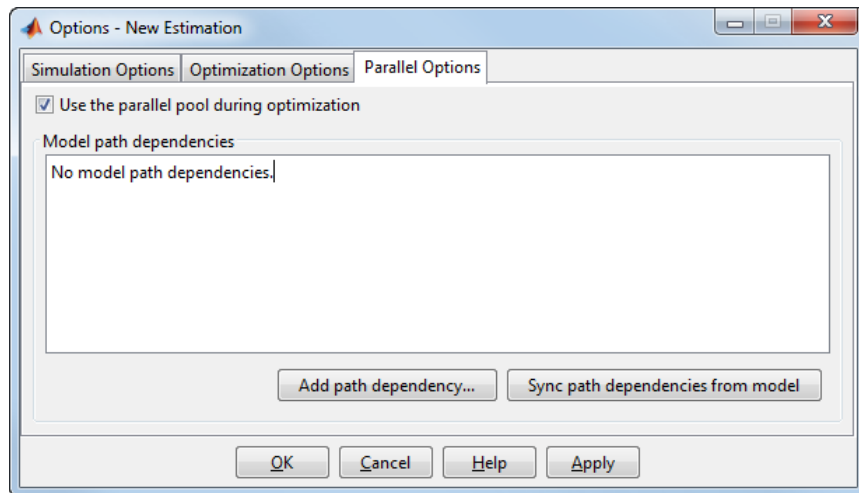 Options - New Estimation
Simulation Options Optimization Options Parallel Options
Use the parallel pool during optimization
Model path dependencies
No model path dependencies.
Add path dependency... Sync path dependencies from model
OK Cancel Help Apply